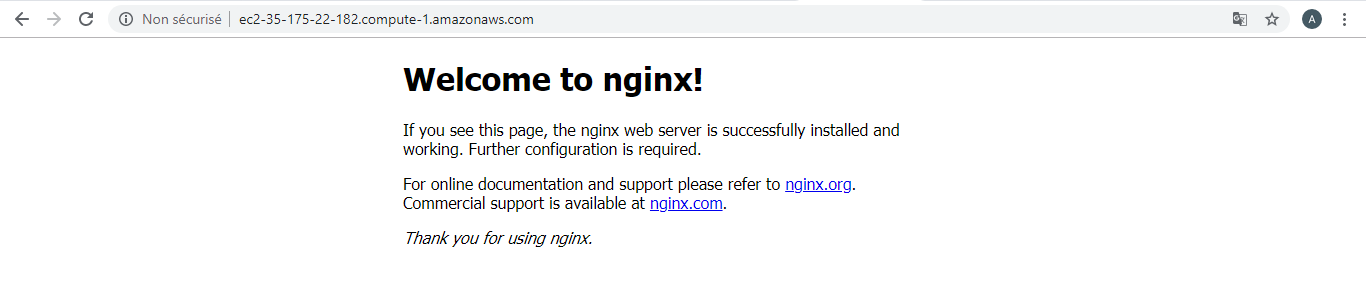 Non sécurisé ec2-35-175-22-182.compute-1.amazonaws.com A
Welcome to nginx!
If you see this page, the nginx web server is successfully installed and
working. Further configuration is required.
For online documentation and support please refer to nginx.org.
Commercial support is available at nginx.com.
Thank you for using nginx.